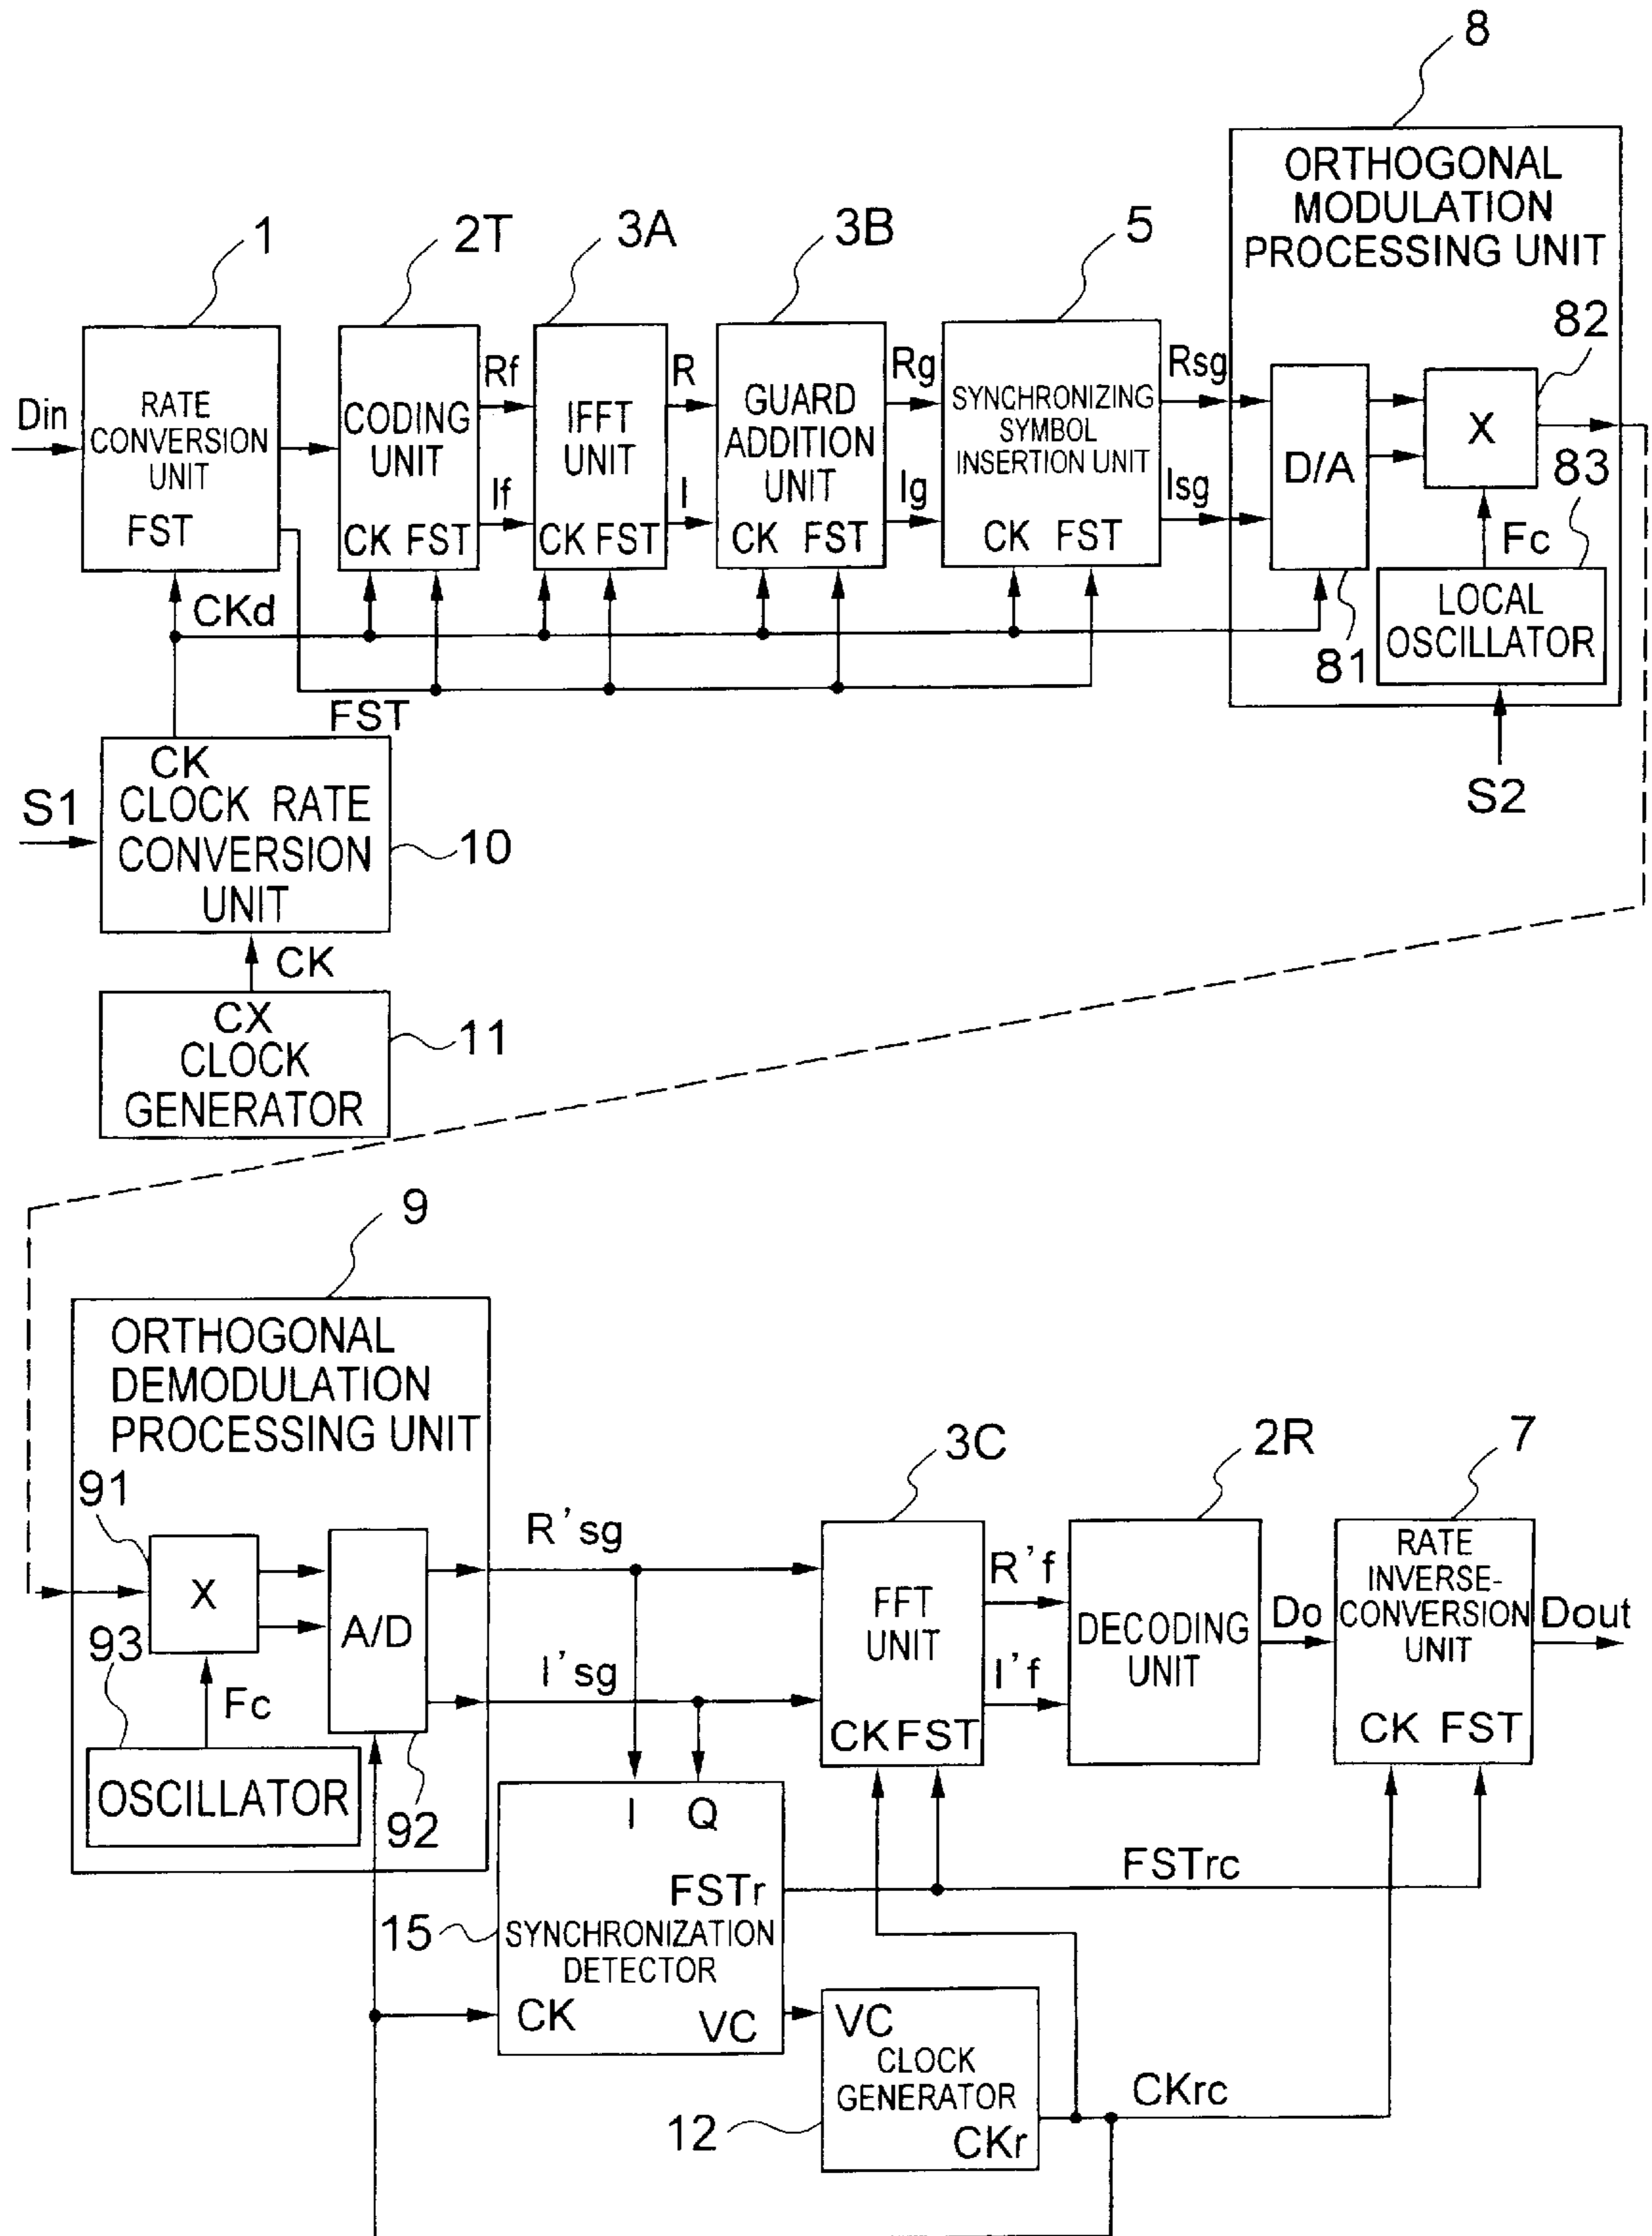 8
ORTHOGONAL
MODULATION
PROCESSING UNIT
1
2T
3A
3B
5
82
Din
RATE
CONVERSION
UNIT
FST
CODING
UNIT
CK FST
Rf
If
IFFT
UNIT
CK FST
R
I
GUARD
ADDITION
UNIT
CK FST
Rg
Ig
SYNCHRONIZING
SYMBOL
INSERTION UNIT
CK FST
Rsg
Isg
D/A
X
83
Fc
LOCAL
OSCILLATOR
81
CKd
FST
S2
S1
CK
CLOCK RATE
CONVERSION
UNIT
10
CK
CX
CLOCK
GENERATOR
11
9
ORTHOGONAL
DEMODULATION
PROCESSING UNIT
91
X
A/D
93
Fc
OSCILLATOR
92
R'sg
I'sg
3C
FFT
UNIT
CK FST
R'f
I'f
2R
DECODING
UNIT
Do
7
RATE
INVERSE-
CONVERSION
UNIT
CK FST
Dout
I Q
FSTr
15
SYNCHRONIZATION
DETECTOR
CK
VC
FSTrc
VC
CLOCK
GENERATOR
CKr
12
CKrc